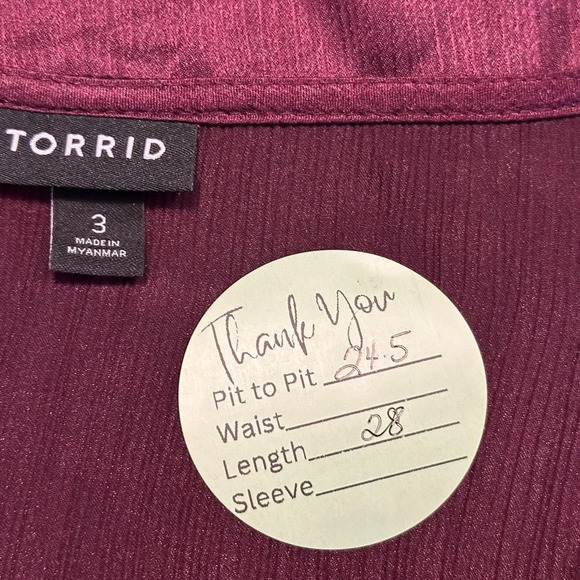 TORRID
3
MADE IN
MYANMAR
Thank You
Pit to Pit 24.5
Waist
Length 28
Sleeve